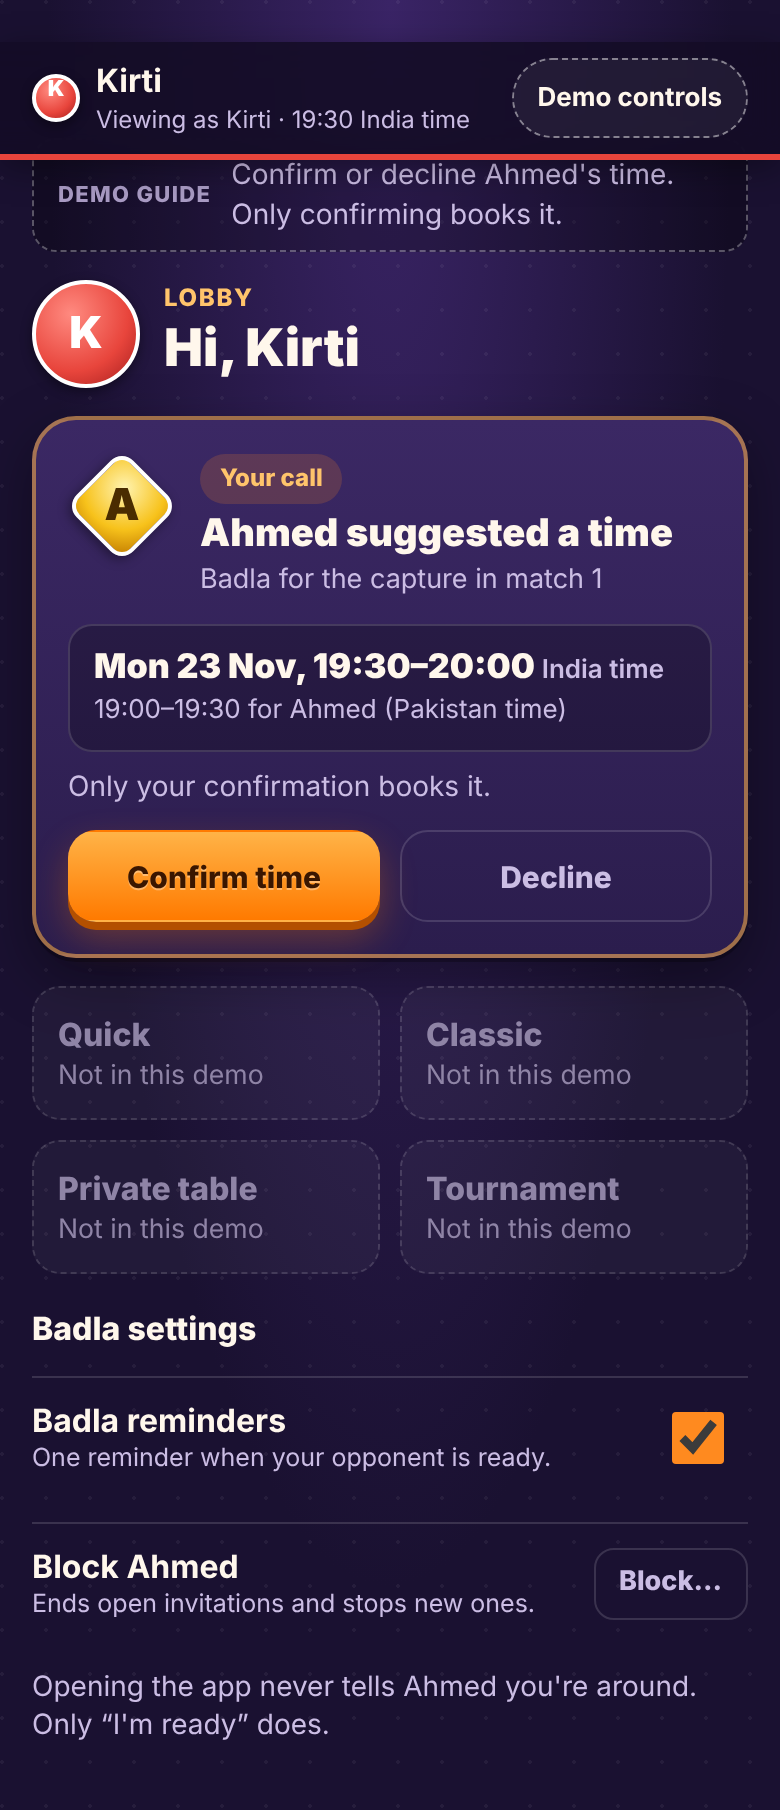 K
Kirti
Viewing as Kirti · 19:30 India time
Demo controls
DEMO GUIDE
Confirm or decline Ahmed's time.
Only confirming books it.
K
LOBBY
Hi, Kirti
A
Your call
Ahmed suggested a time
Badla for the capture in match 1
Mon 23 Nov, 19:30–20:00 India time
19:00–19:30 for Ahmed (Pakistan time)
Only your confirmation books it.
Confirm time
Decline
Quick
Not in this demo
Classic
Not in this demo
Private table
Not in this demo
Tournament
Not in this demo
Badla settings
Badla reminders
One reminder when your opponent is ready.
Block Ahmed
Ends open invitations and stops new ones.
Block...
Opening the app never tells Ahmed you're around.
Only “I'm ready” does.